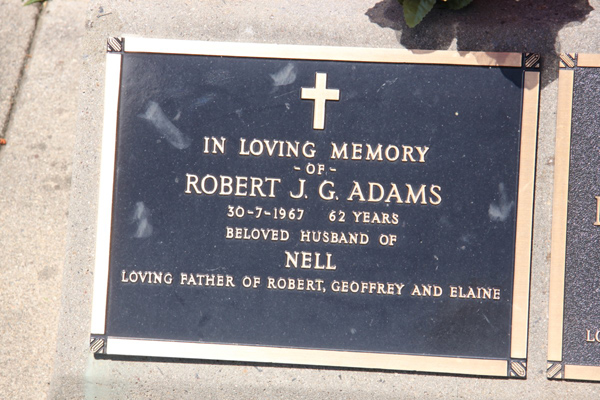 IN LOVING MEMORY
- OF -
ROBERT J. G. ADAMS
30-7-1967 62 YEARS
BELOVED HUSBAND OF
NELL
LOVING FATHER OF ROBERT, GEOFFREY AND ELAINE